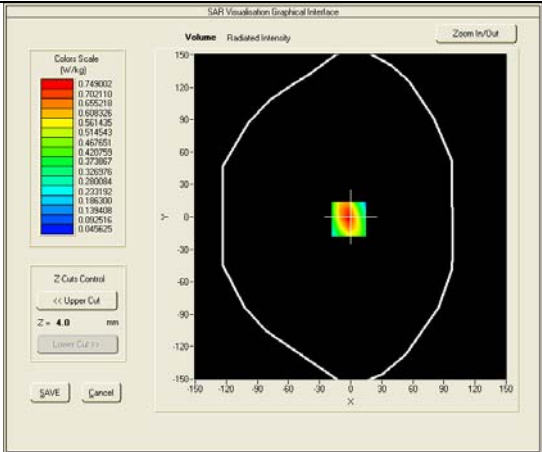 SAR Visualisation Graphical Interface
Volume Radiated Intensity
Zoom In/Out
Colors Scale
(W/kg)
0.749002
0.702110
0.655218
0.608326
0.561435
0.514543
0.467651
0.420759
0.373867
0.326976
0.280084
0.233192
0.186300
0.139408
0.092516
0.045625
Z-Cuts Control
<< Upper Cut
Z = 4.0 mm
Lower Cut >>
SAVE Cancel
150
120
90
60
30
0
-30
-60
-90
-120
-150
Y
-150 -120 -90 -60 -30 0 30 60 90 120 150
X